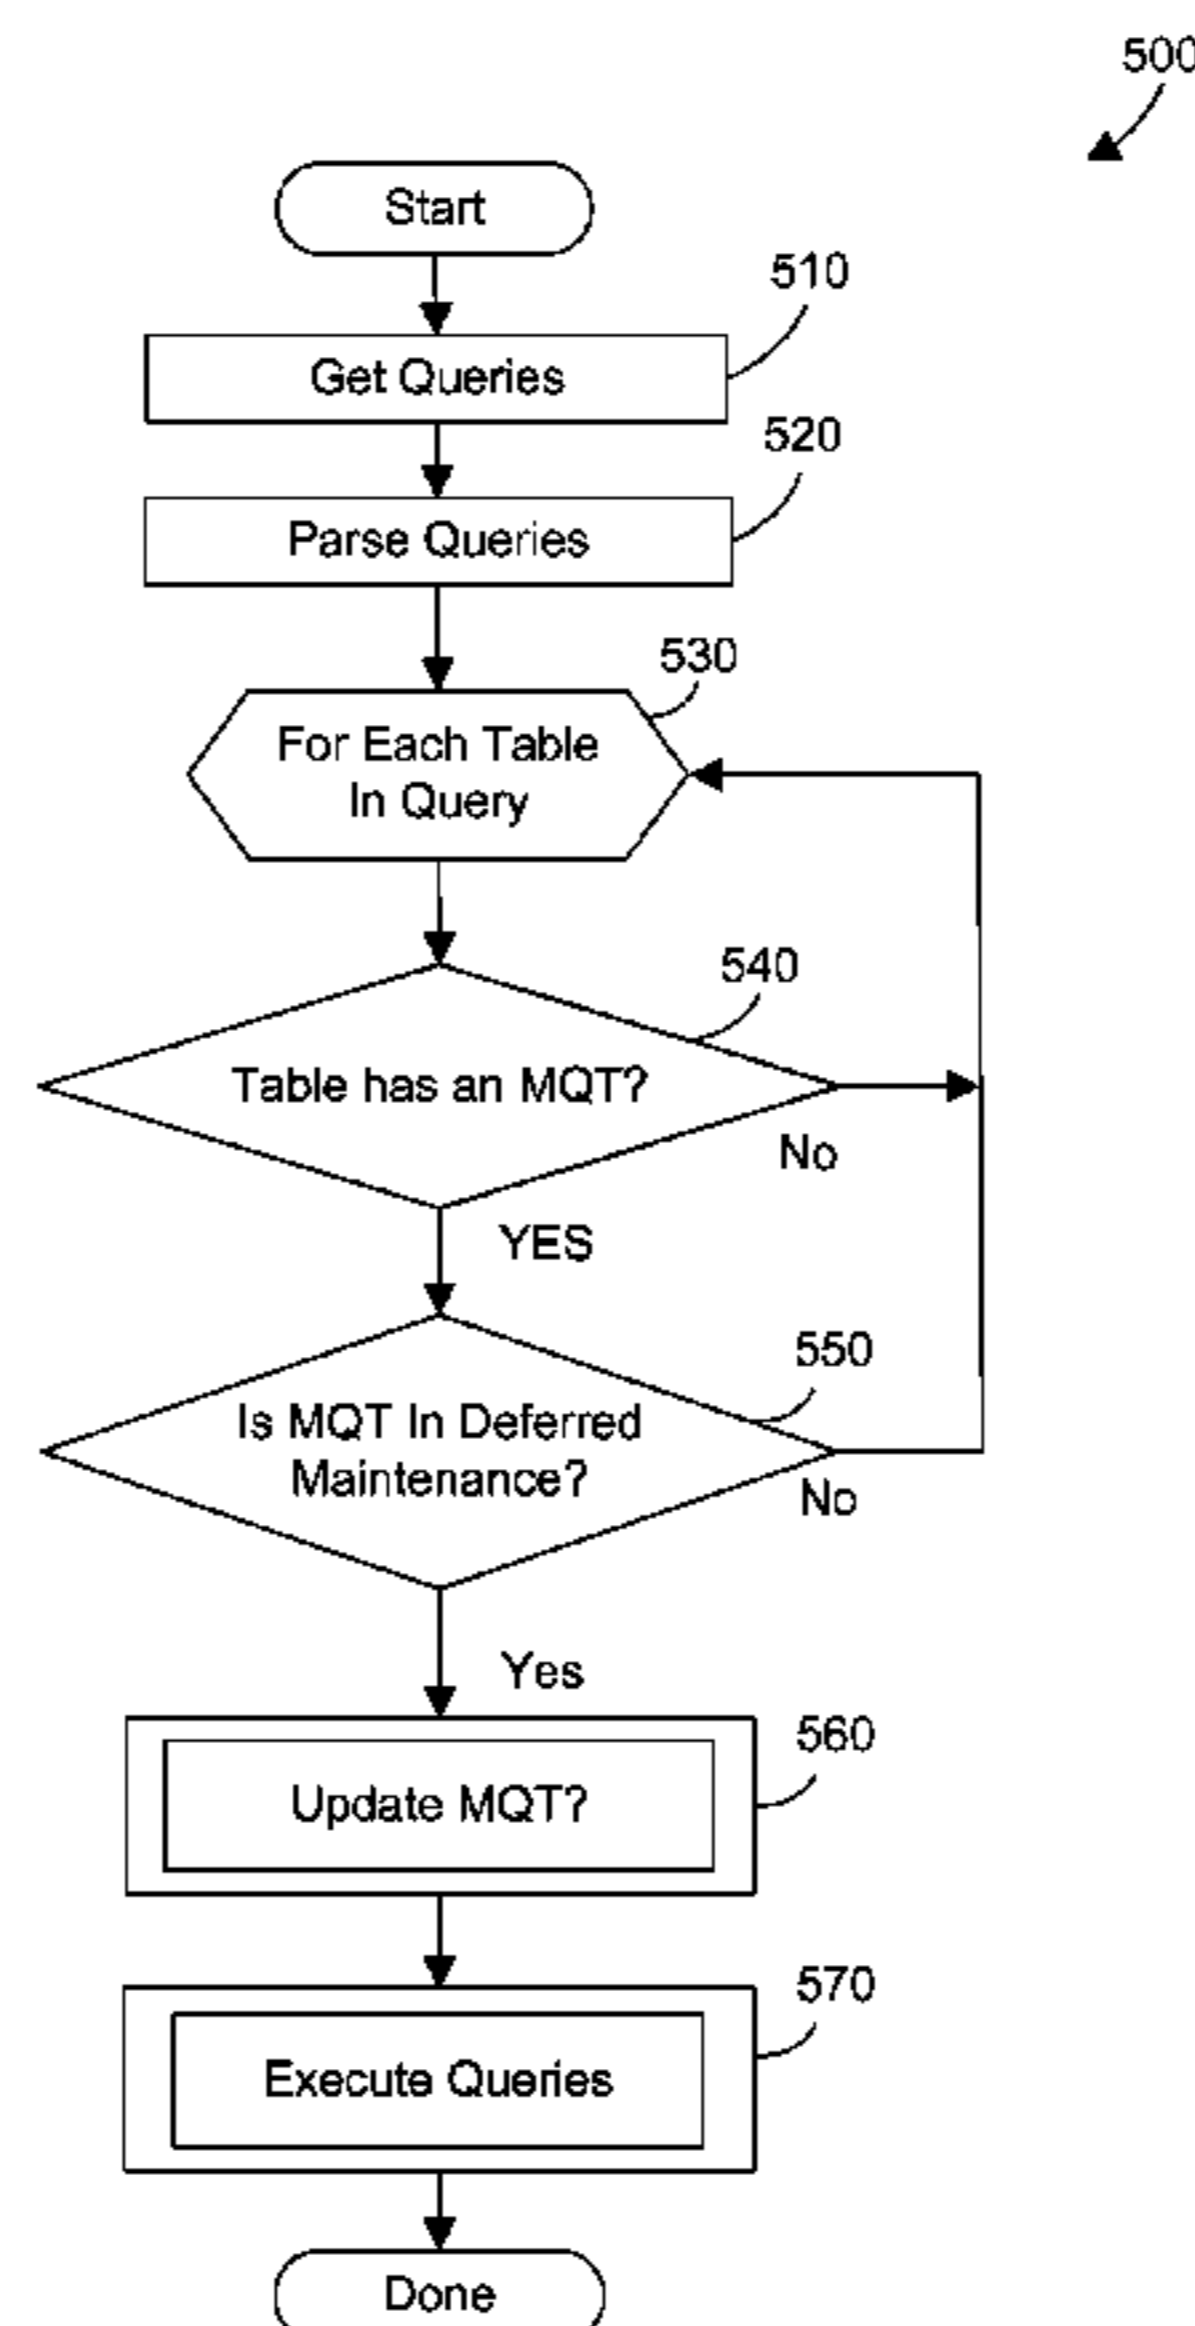 500
Start
510
Get Queries
520
Parse Queries
530
For Each Table
In Query
540
Table has an MQT?
No
YES
550
Is MQT In Deferred
Maintenance?
No
Yes
560
Update MQT?
570
Execute Queries
Done